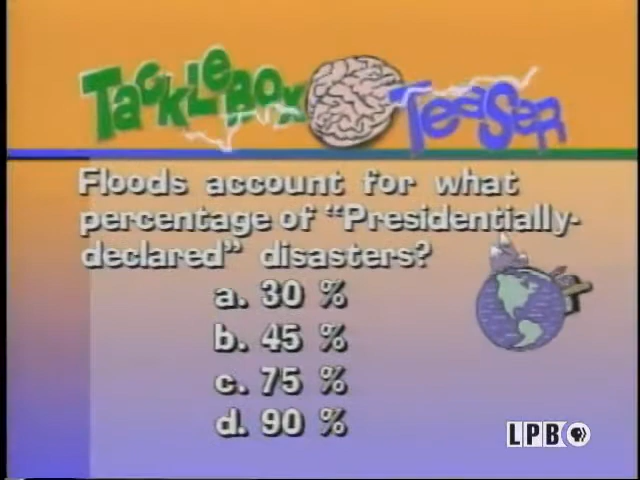 TackleBox Teaser
Floods account for what
percentage of "Presidentially-
declared" disasters?
a. 30 %
b. 45 %
c. 75 %
d. 90 %
LPB